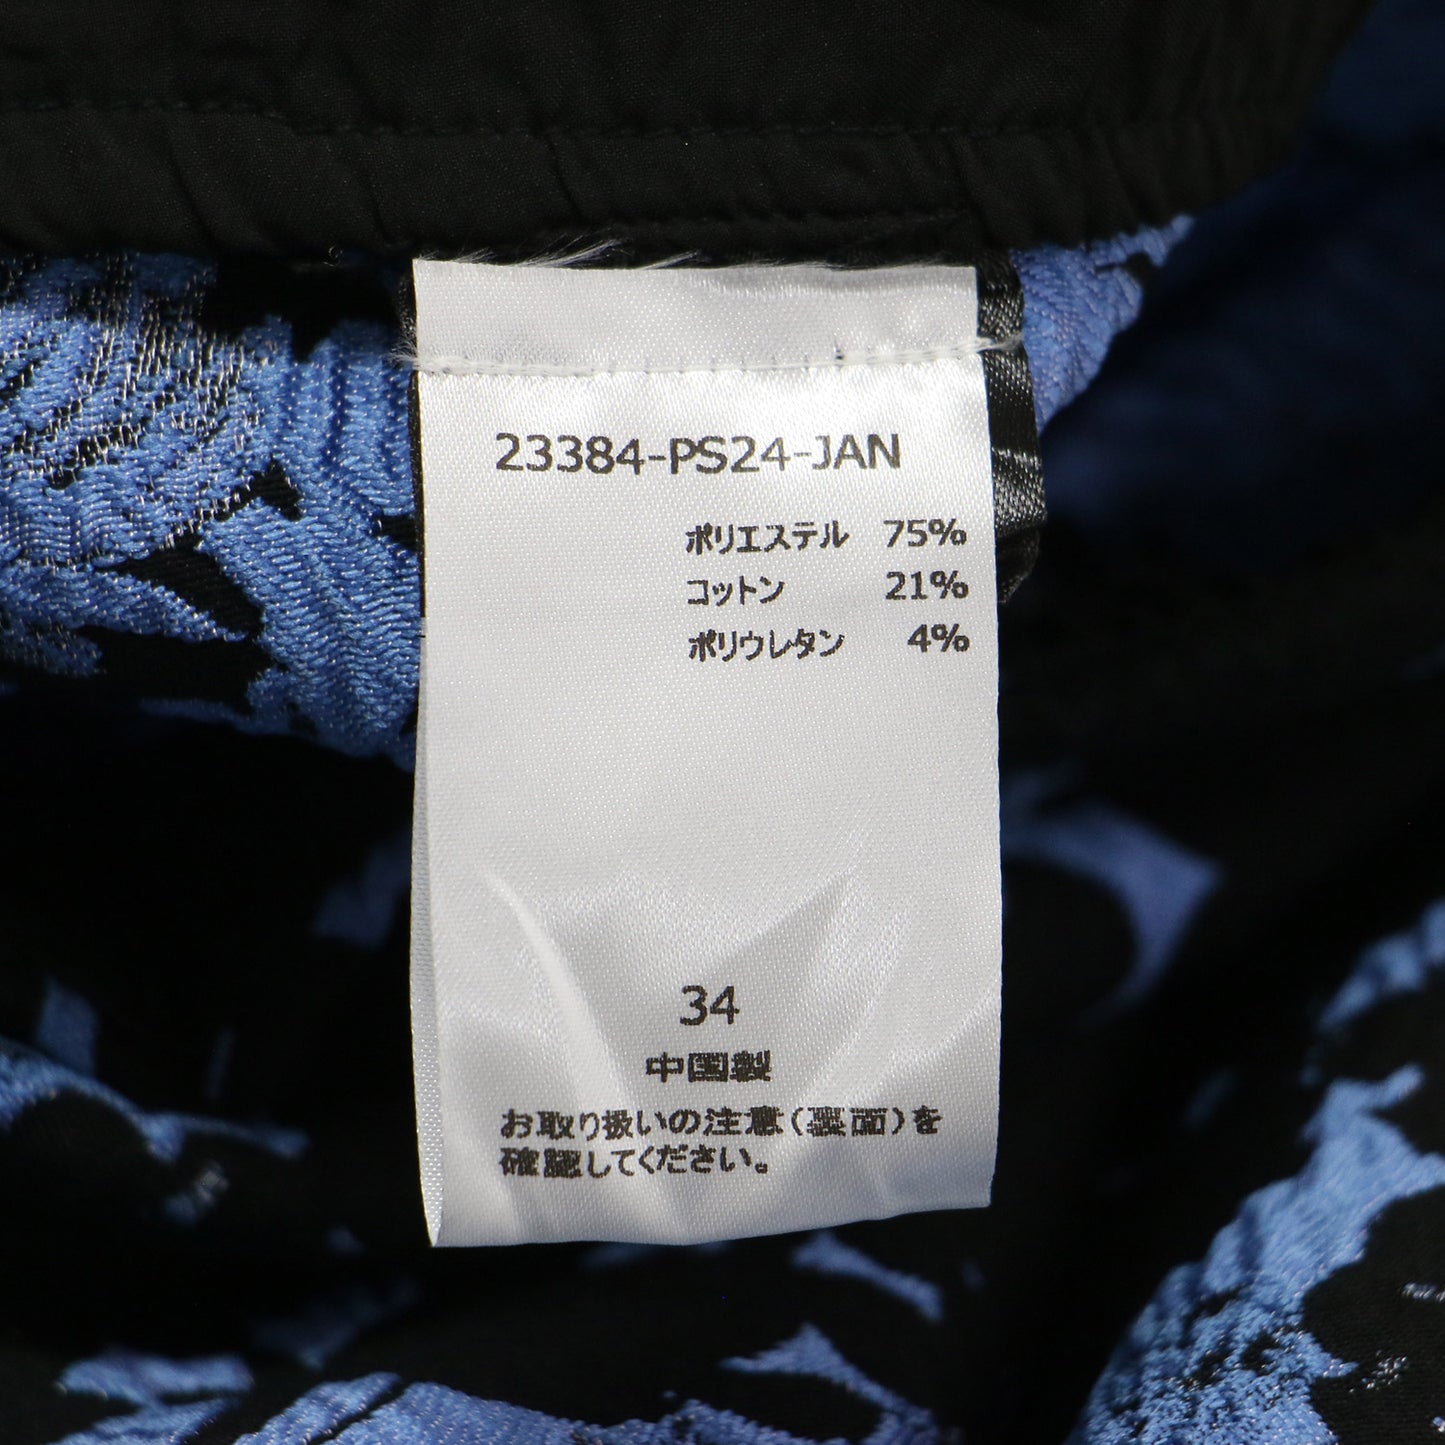 23384-PS24-JAN
ポリエステル 75%
コットン 21%
ポリウレタン 4%
34
中国製
お取り扱いの注意(裏面)を
確認してください。